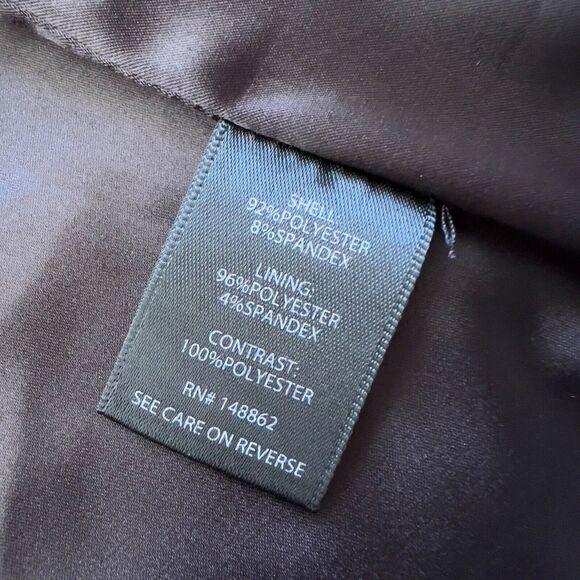 SHELL:
92%POLYESTER
8%SPANDEX
LINING:
96%POLYESTER
4%SPANDEX
CONTRAST:
100%POLYESTER
RN# 148862
SEE CARE ON REVERSE